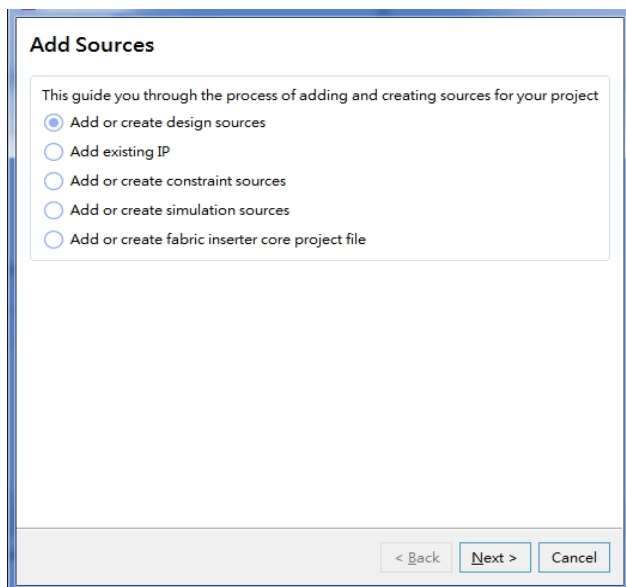 Add Sources
This guide you through the process of adding and creating sources for your project
Add or create design sources
Add existing IP
Add or create constraint sources
Add or create simulation sources
Add or create fabric inserter core project file
< Back Next > Cancel